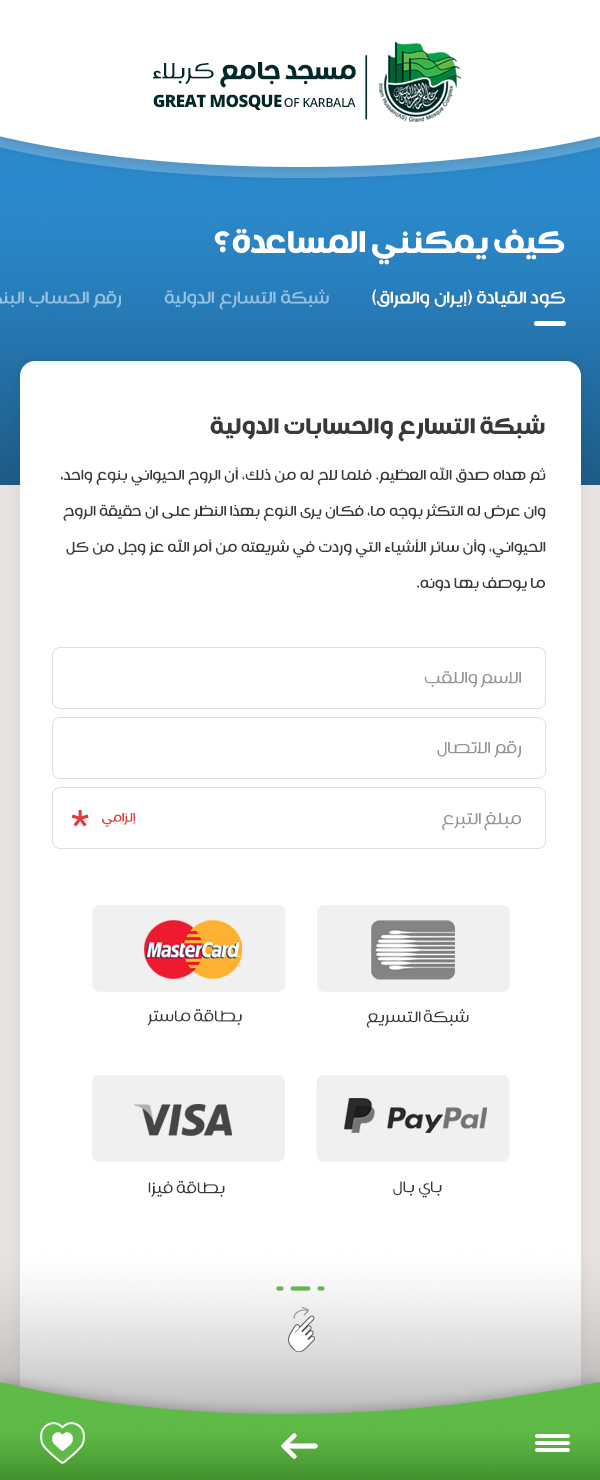 مسجد جامع كربلاء
GREAT MOSQUE OF KARBALA
كيف يمكنني المساعدة؟
كود القيادة (إيران والعراق) شبكة التسارع الدولية رقم الحساب
شبكة التسارع والحسابات الدولية
ثم هداه صدق الله العظيم. فلما لاح له من ذلك، أن الروح الحيواني بنوع واحد،
وان عرض له التكثر بوجه ما، فكان يرى النوع بهذا النظر على ان حقيقة الروح
الحيواني، وأن سائر الأشياء التي وردت في شريعته من أمر الله عز وجل من كل
ما يوصف بها دونه.
الاسم واللقب
رقم الاتصال
مبلغ التبرع إلزامي *
MasterCard
شبكة التسريع بطاقة ماستر
PayPal VISA
باي بال بطاقة فيزا